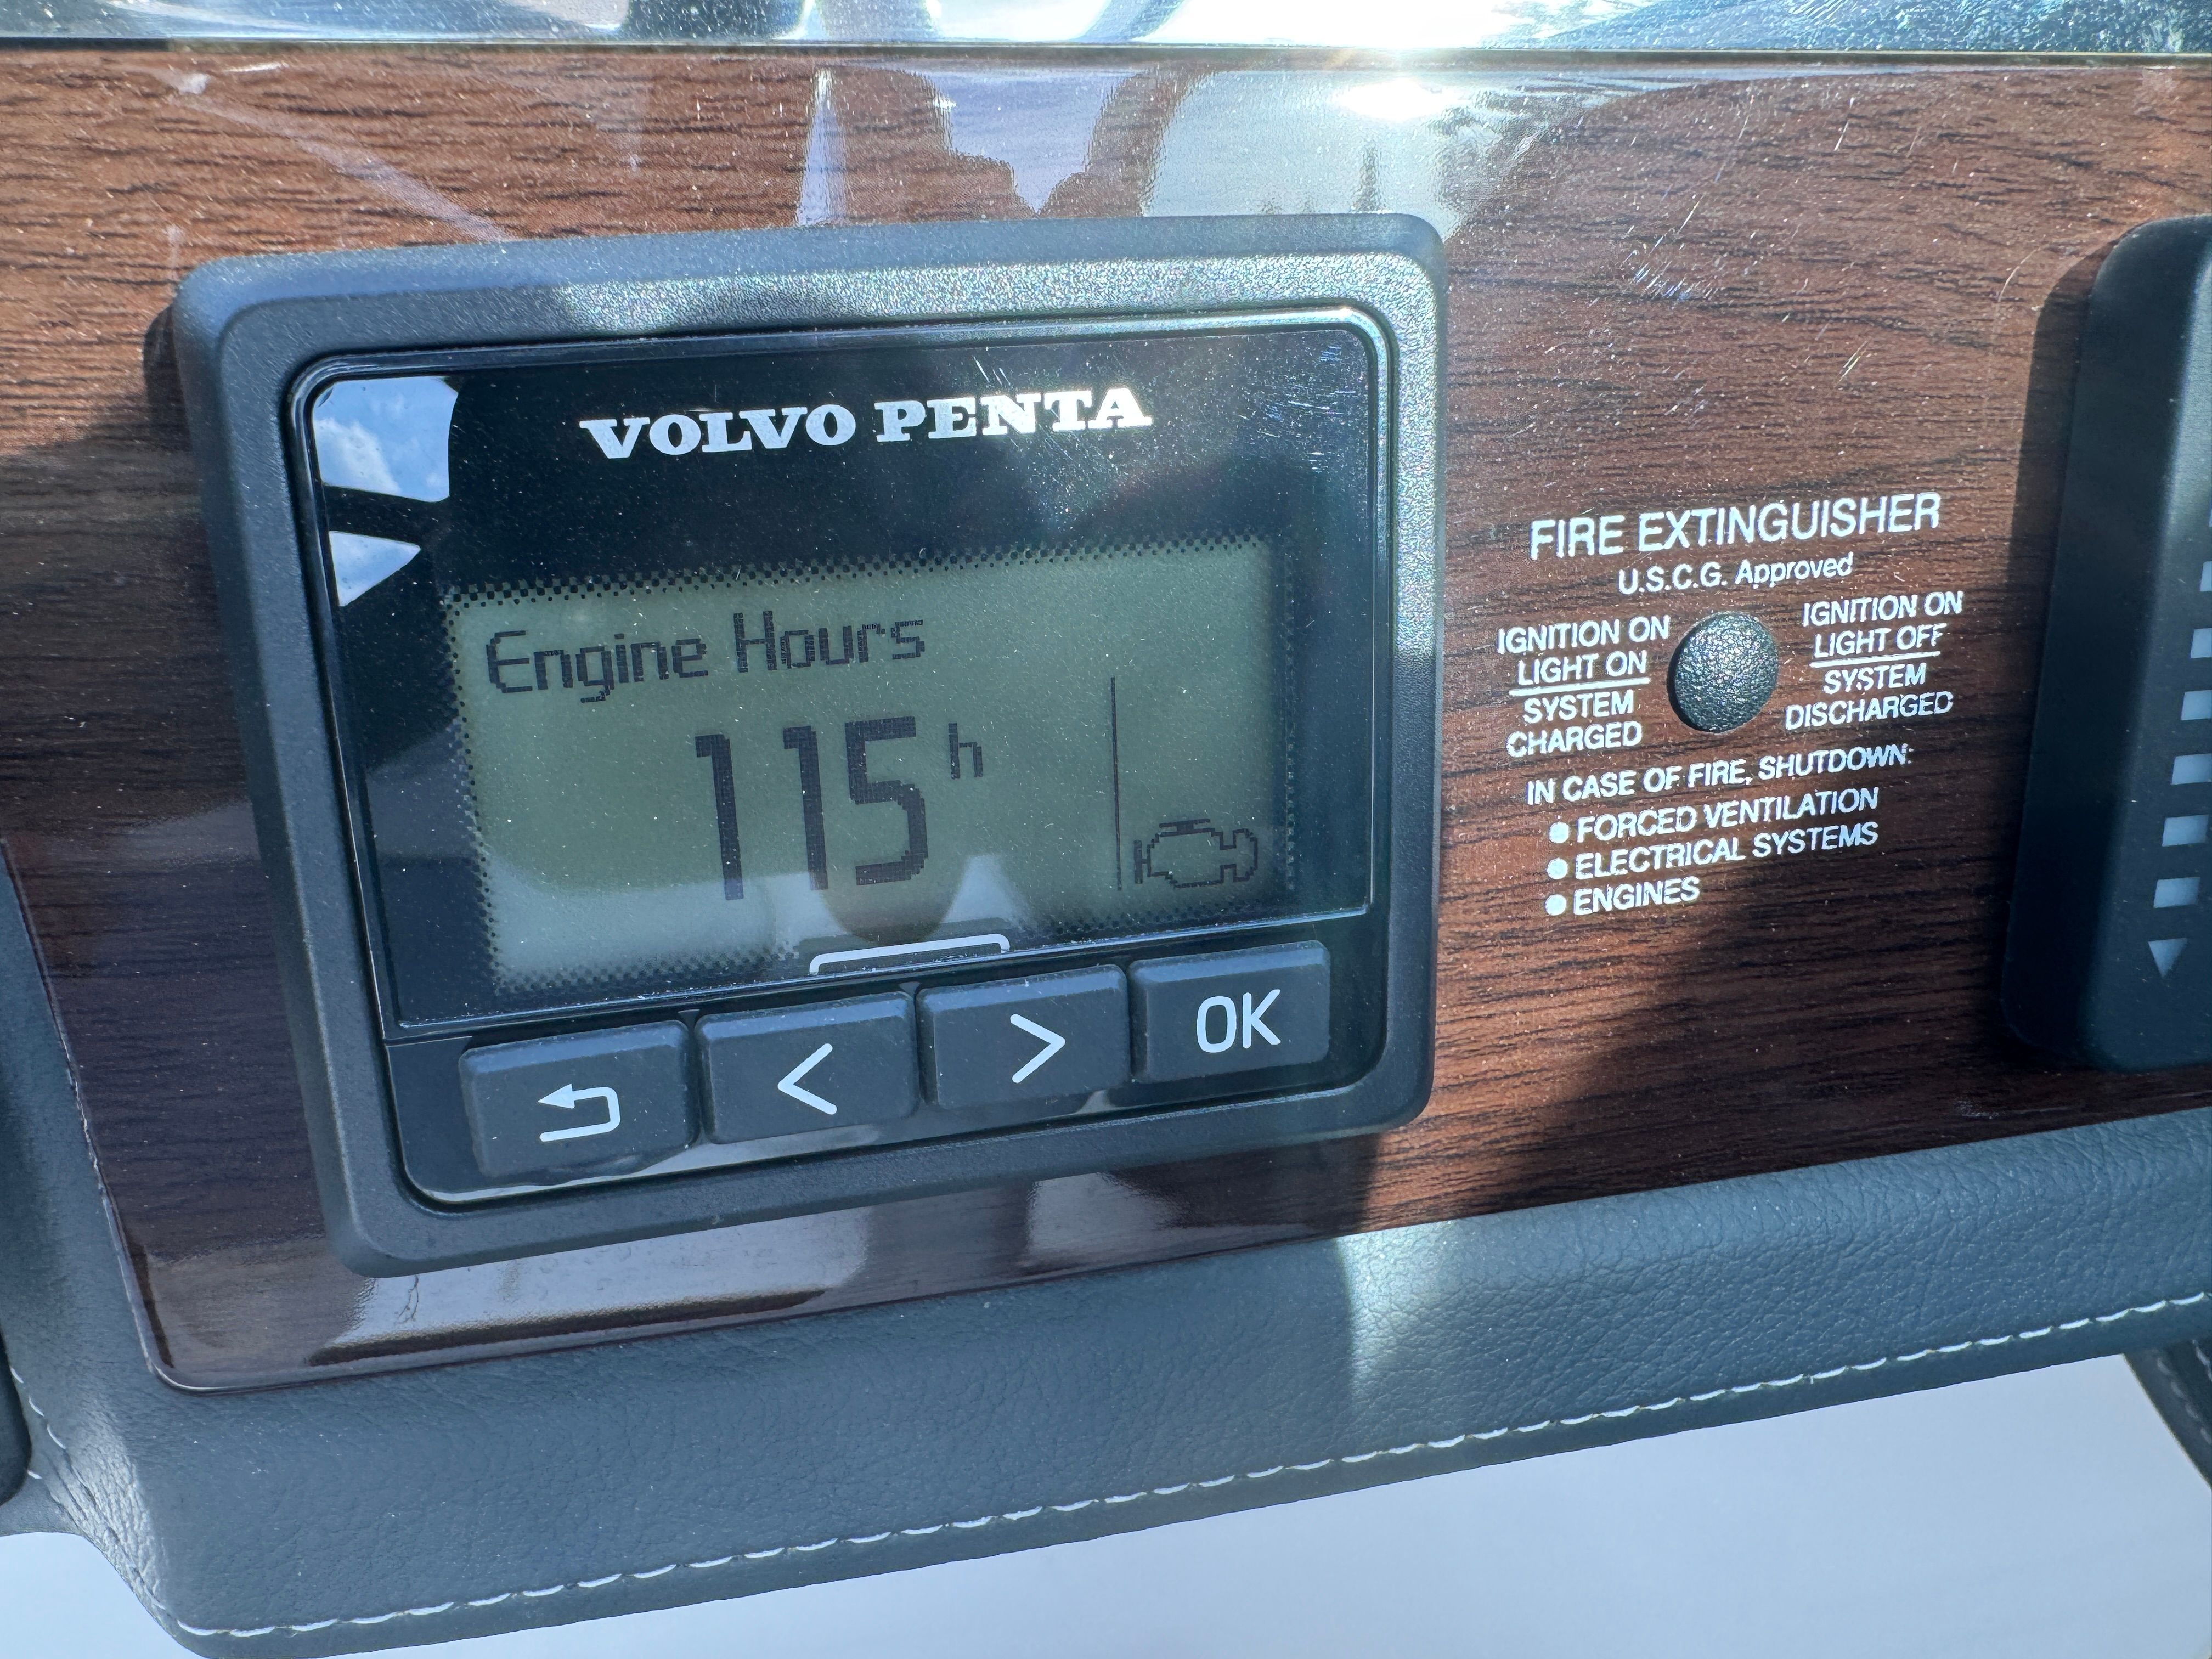 VOLVO PENTA
Engine Hours
115 h
< > OK
FIRE EXTINGUISHER
U.S.C.G. Approved
IGNITION ON
LIGHT ON
SYSTEM
CHARGED
IGNITION ON
LIGHT OFF
SYSTEM
DISCHARGED
IN CASE OF FIRE, SHUTDOWN:
● FORCED VENTILATION
● ELECTRICAL SYSTEMS
● ENGINES